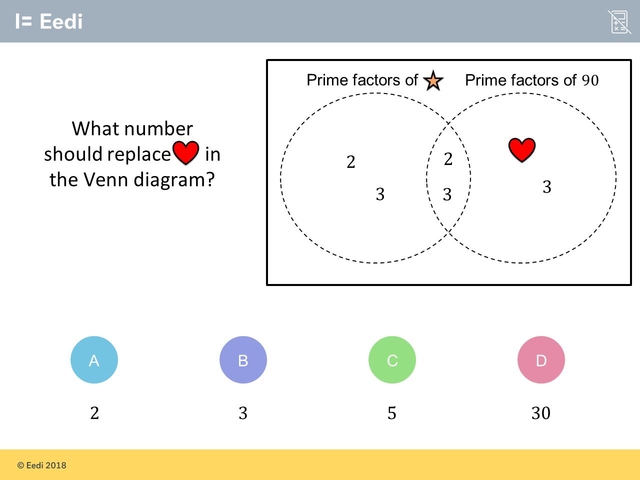 Eedi
Prime factors of
Prime factors of 90
What number
should replace in
the Venn diagram?
2
3
2
3
3
A
B
C
D
2
3
5
30
© Eedi 2018